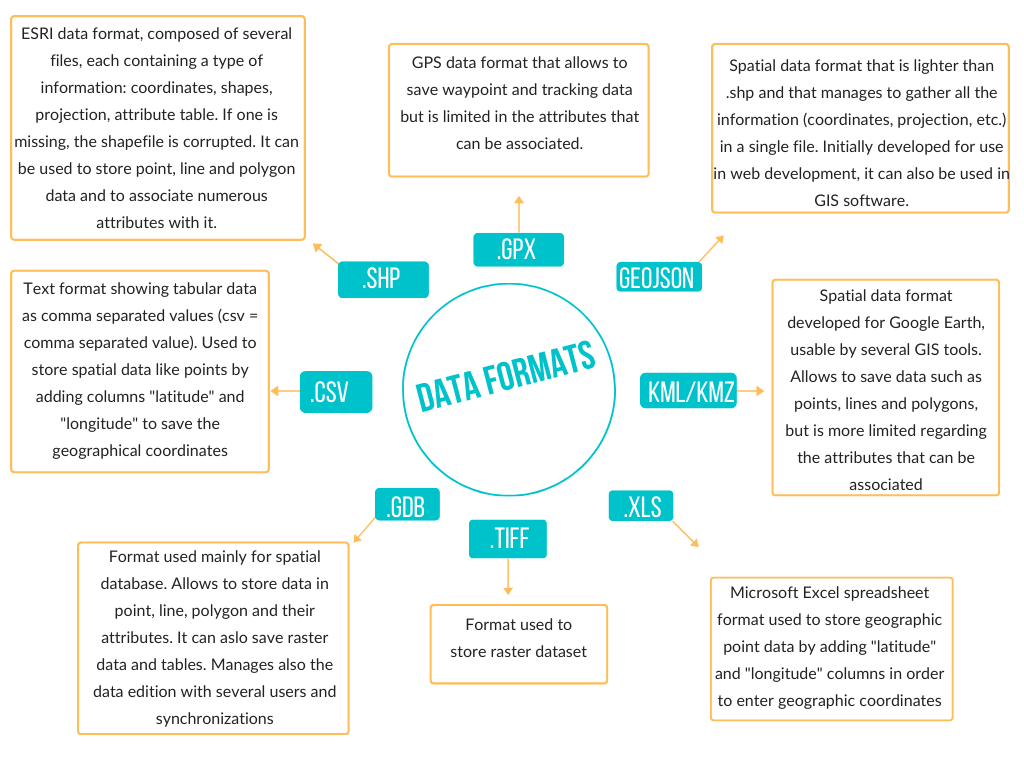 ESRI data format, composed of several
files, each containing a type of
information: coordinates, shapes,
projection, attribute table. If one is
missing, the shapefile is corrupted. It can
be used to store point, line and polygon
data and to associate numerous
attributes with it.
GPS data format that allows to
save waypoint and tracking data
but is limited in the attributes that
can be associated.
Spatial data format that is lighter than
.shp and that manages to gather all the
information (coordinates, projection, etc.)
in a single file. Initially developed for use
in web development, it can also be used in
GIS software.
.SHP
.GPX
GEOJSON
Text format showing tabular data
as comma separated values (csv =
comma separated value). Used to
store spatial data like points by
adding columns "latitude" and
"longitude" to save the
geographical coordinates
.CSV
DATA FORMATS
KML/KMZ
Spatial data format
developed for Google Earth,
usable by several GIS tools.
Allows to save data such as
points, lines and polygons,
but is more limited regarding
the attributes that can be
associated
.GDB
.TIFF
.XLS
Format used mainly for spatial
database. Allows to store data in
point, line, polygon and their
attributes. It can aslo save raster
data and tables. Manages also the
data edition with several users and
synchronizations
Format used to
store raster dataset
Microsoft Excel spreadsheet
format used to store geographic
point data by adding "latitude"
and "longitude" columns in order
to enter geographic coordinates